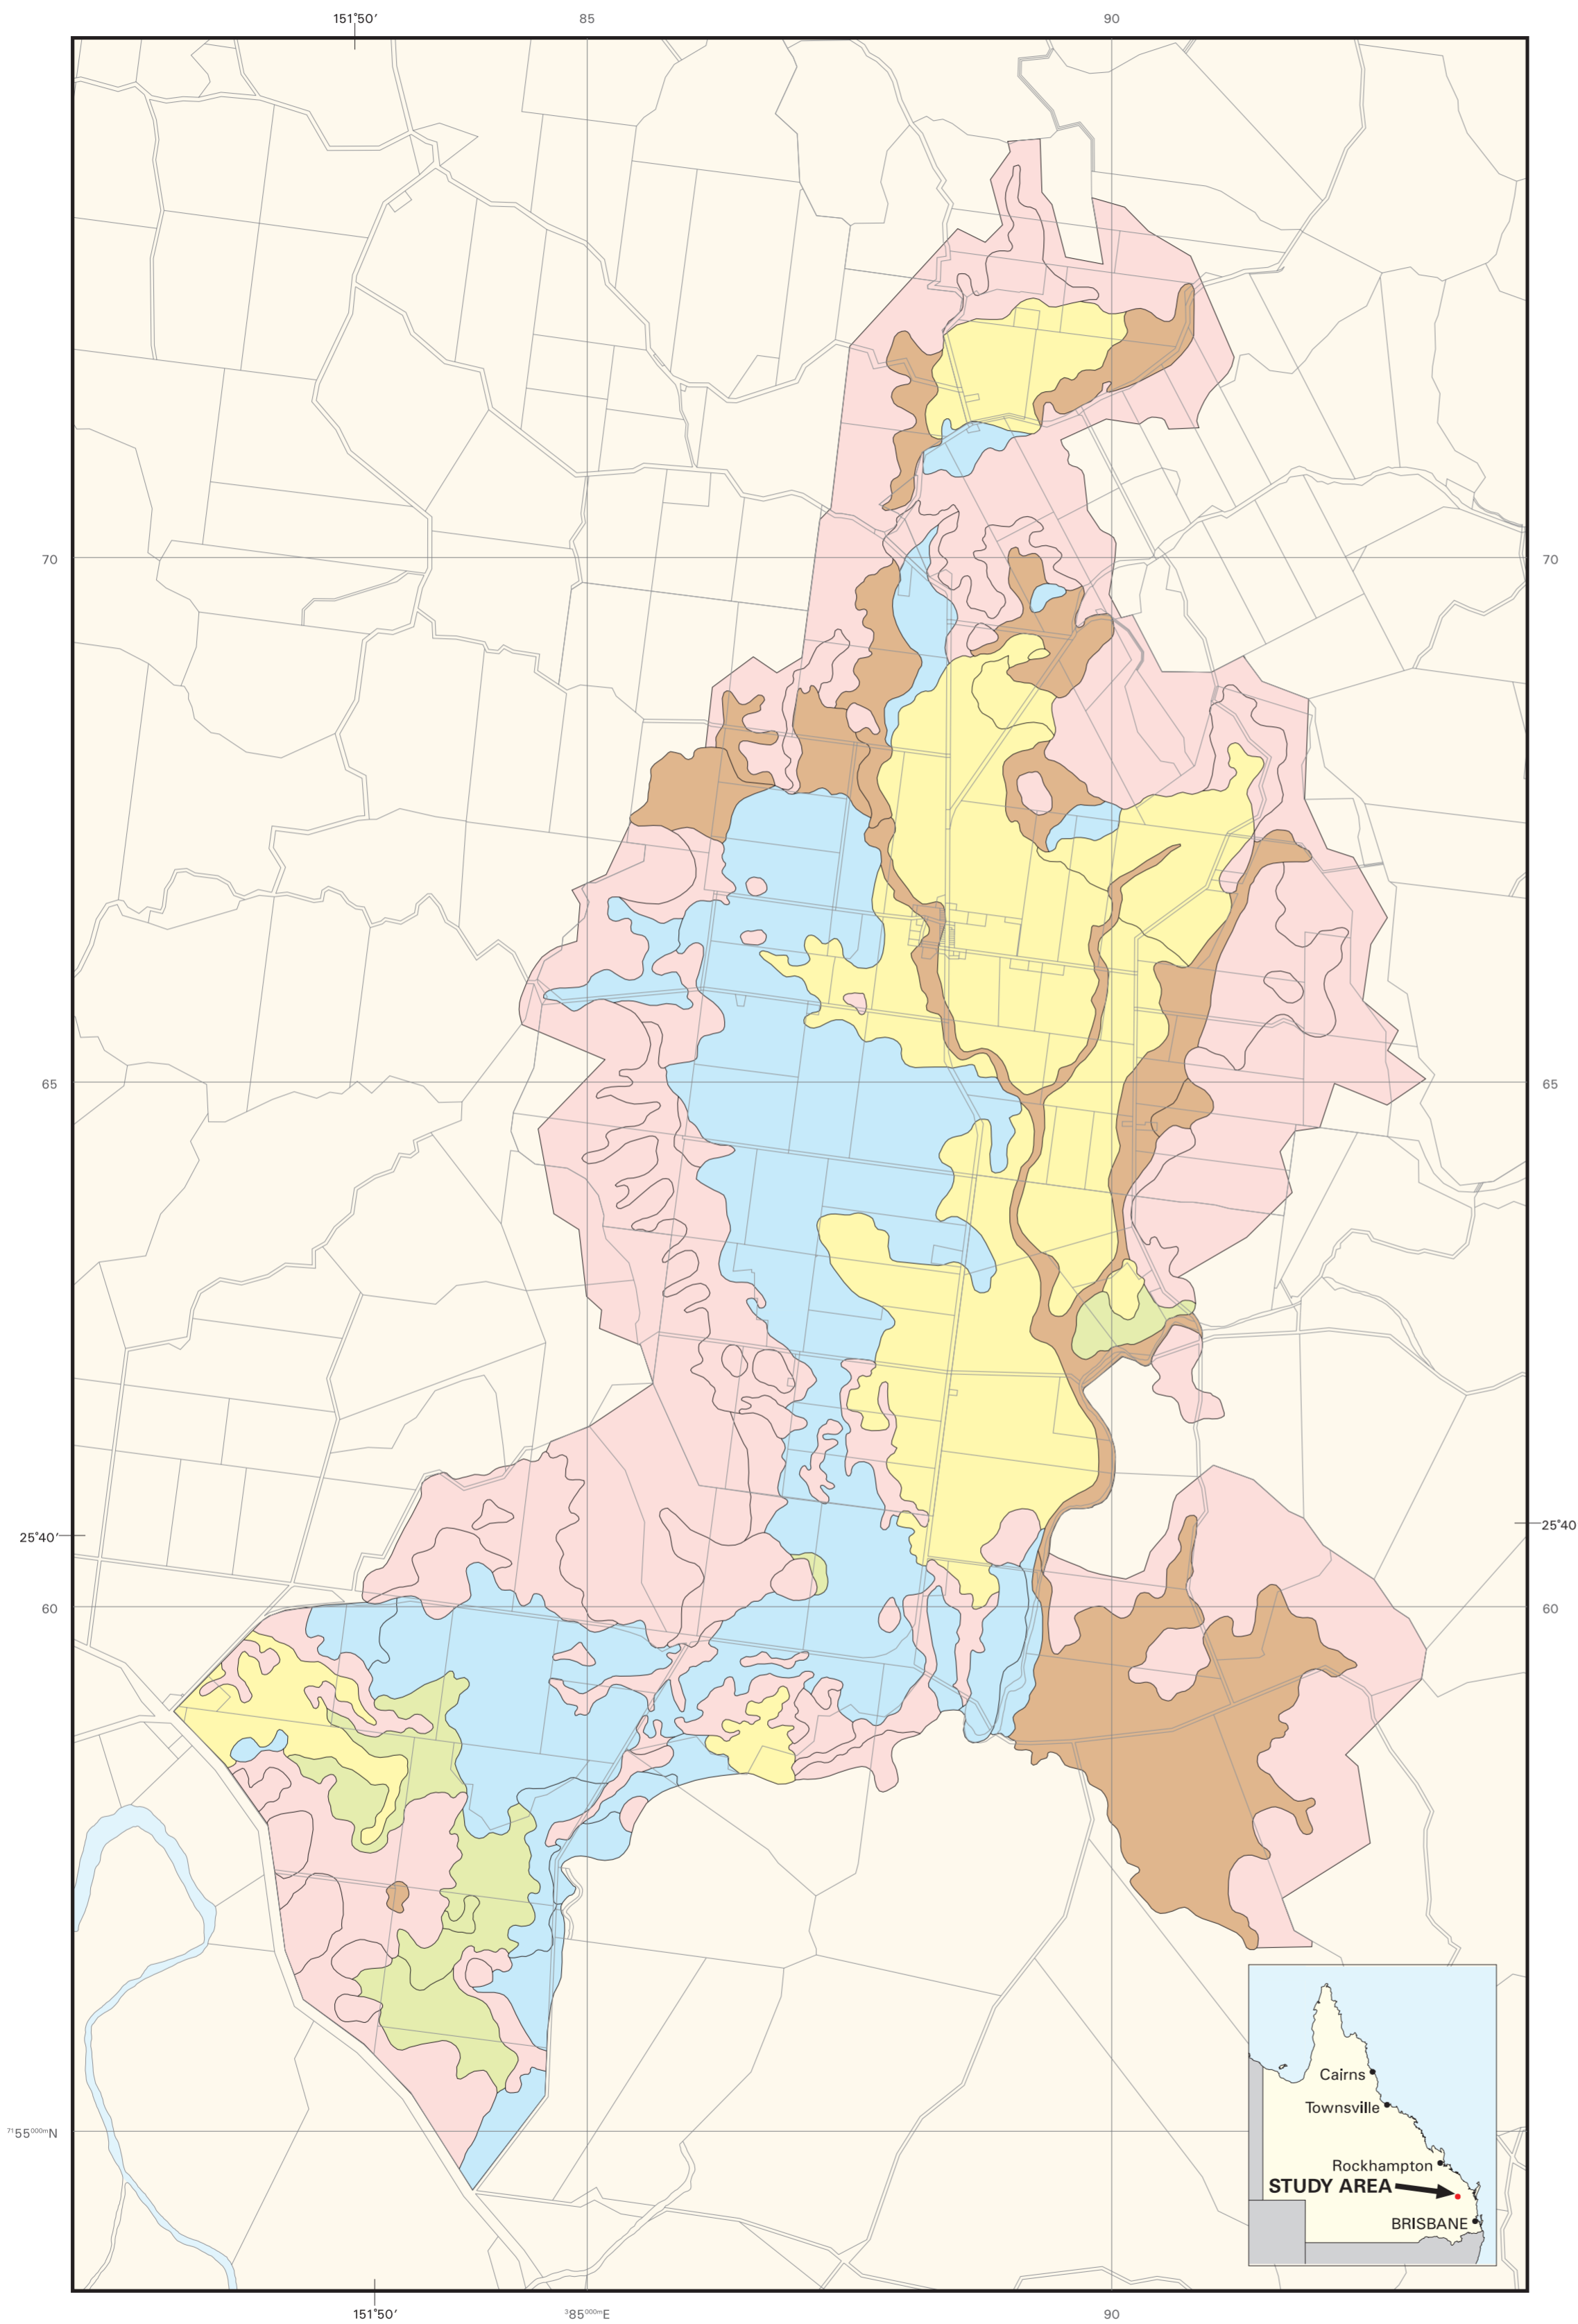 151°50′
85
90
70
70
65
65
25°40′
25°40
60
60
7155000mN
Cairns
Townsville
Rockhampton
STUDY AREA
BRISBANE
151°50′
385000mE
90